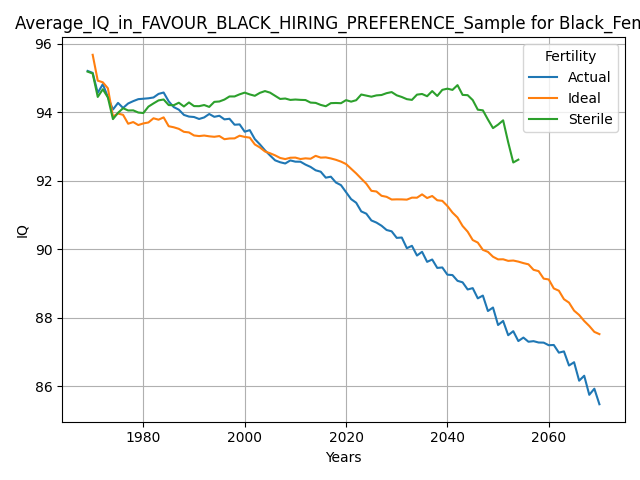 Average_IQ_in_FAVOUR_BLACK_HIRING_PREFERENCE_Sample for Black_Fem
96
94
92
90
88
86
IQ
1980
2000
2020
2040
2060
Years
Fertility
Actual
Ideal
Sterile